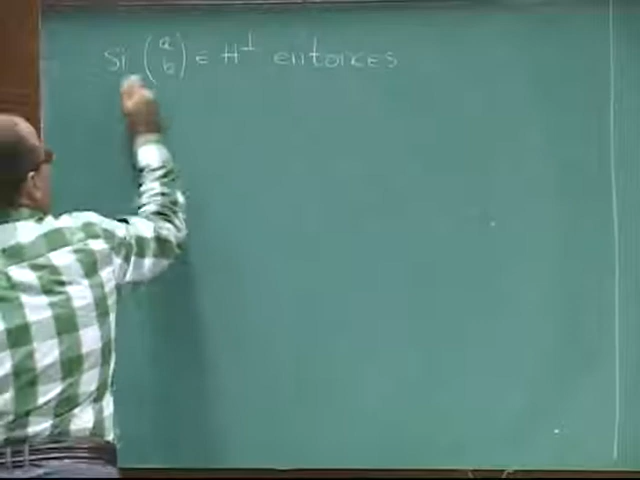 Si (a b) ∈ H⊥ entonces